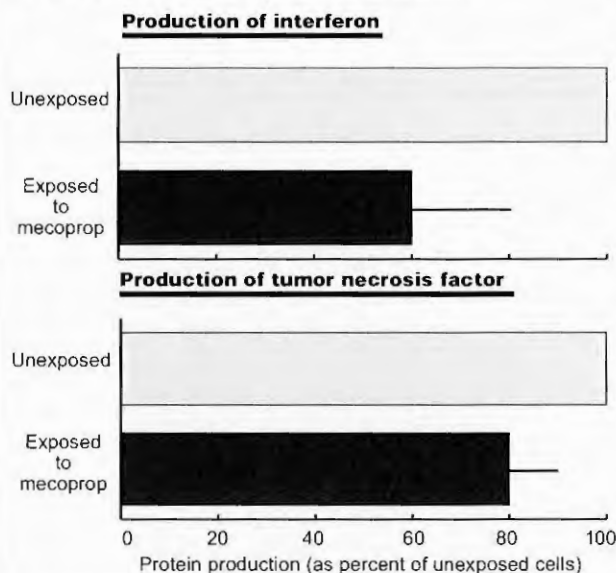 Production of interferon
Unexposed
Exposed
to
mecoprop
Production of tumor necrosis factor
Unexposed
Exposed
to
mecoprop
0 20 40 60 80 100
Protein production (as percent of unexposed cells)